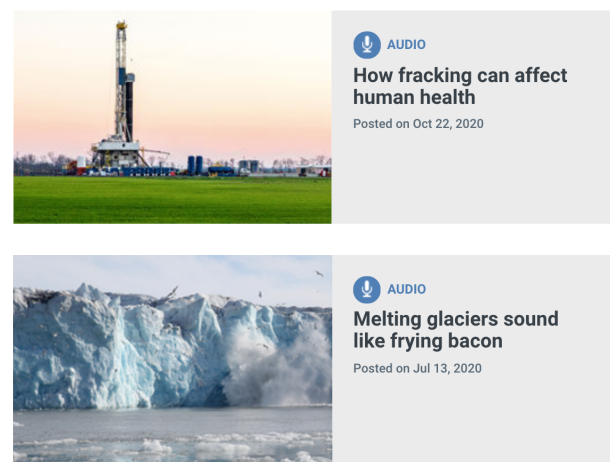 AUDIO
How fracking can affect
human health
Posted on Oct 22, 2020
AUDIO
Melting glaciers sound
like frying bacon
Posted on Jul 13, 2020